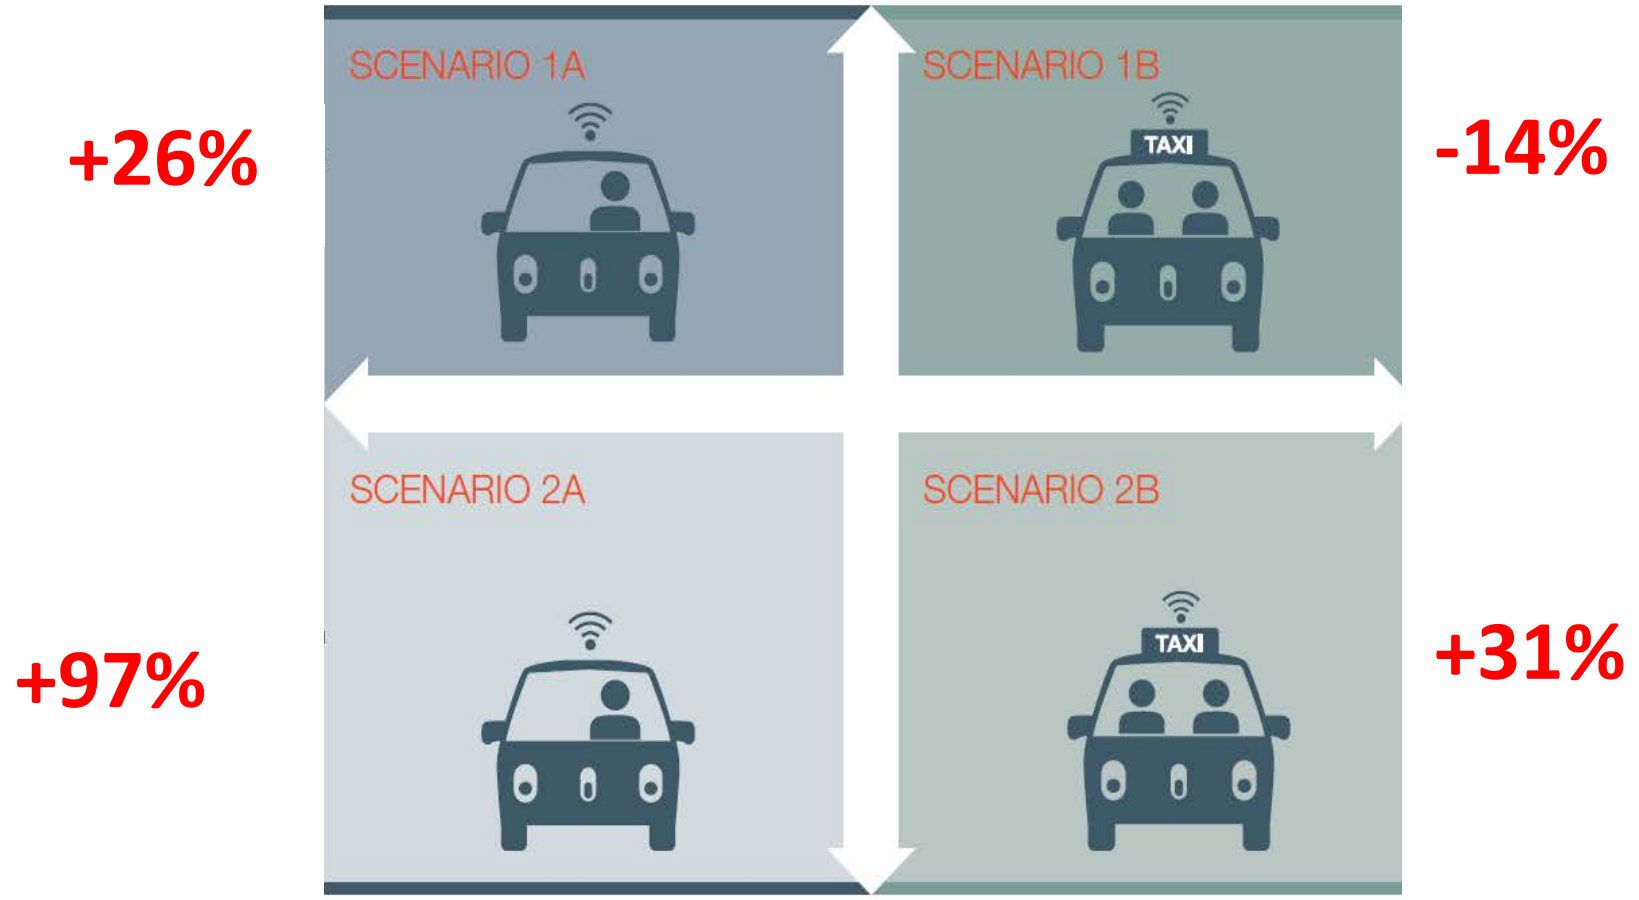 SCENARIO 1A
SCENARIO 1B
+26%
TAXI
-14%
SCENARIO 2A
SCENARIO 2B
+97%
TAXI
+31%